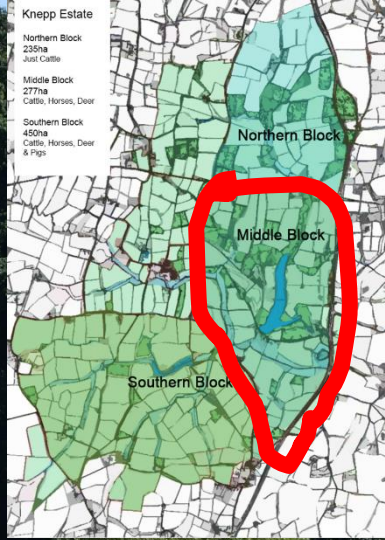 Knepp Estate
Northern Block
235ha
Just Cattle
Middle Block
277ha
Cattle, Horses, Deer
Southern Block
450ha
Cattle, Horses, Deer
& Pigs
Northern Block
Middle Block
Southern Block